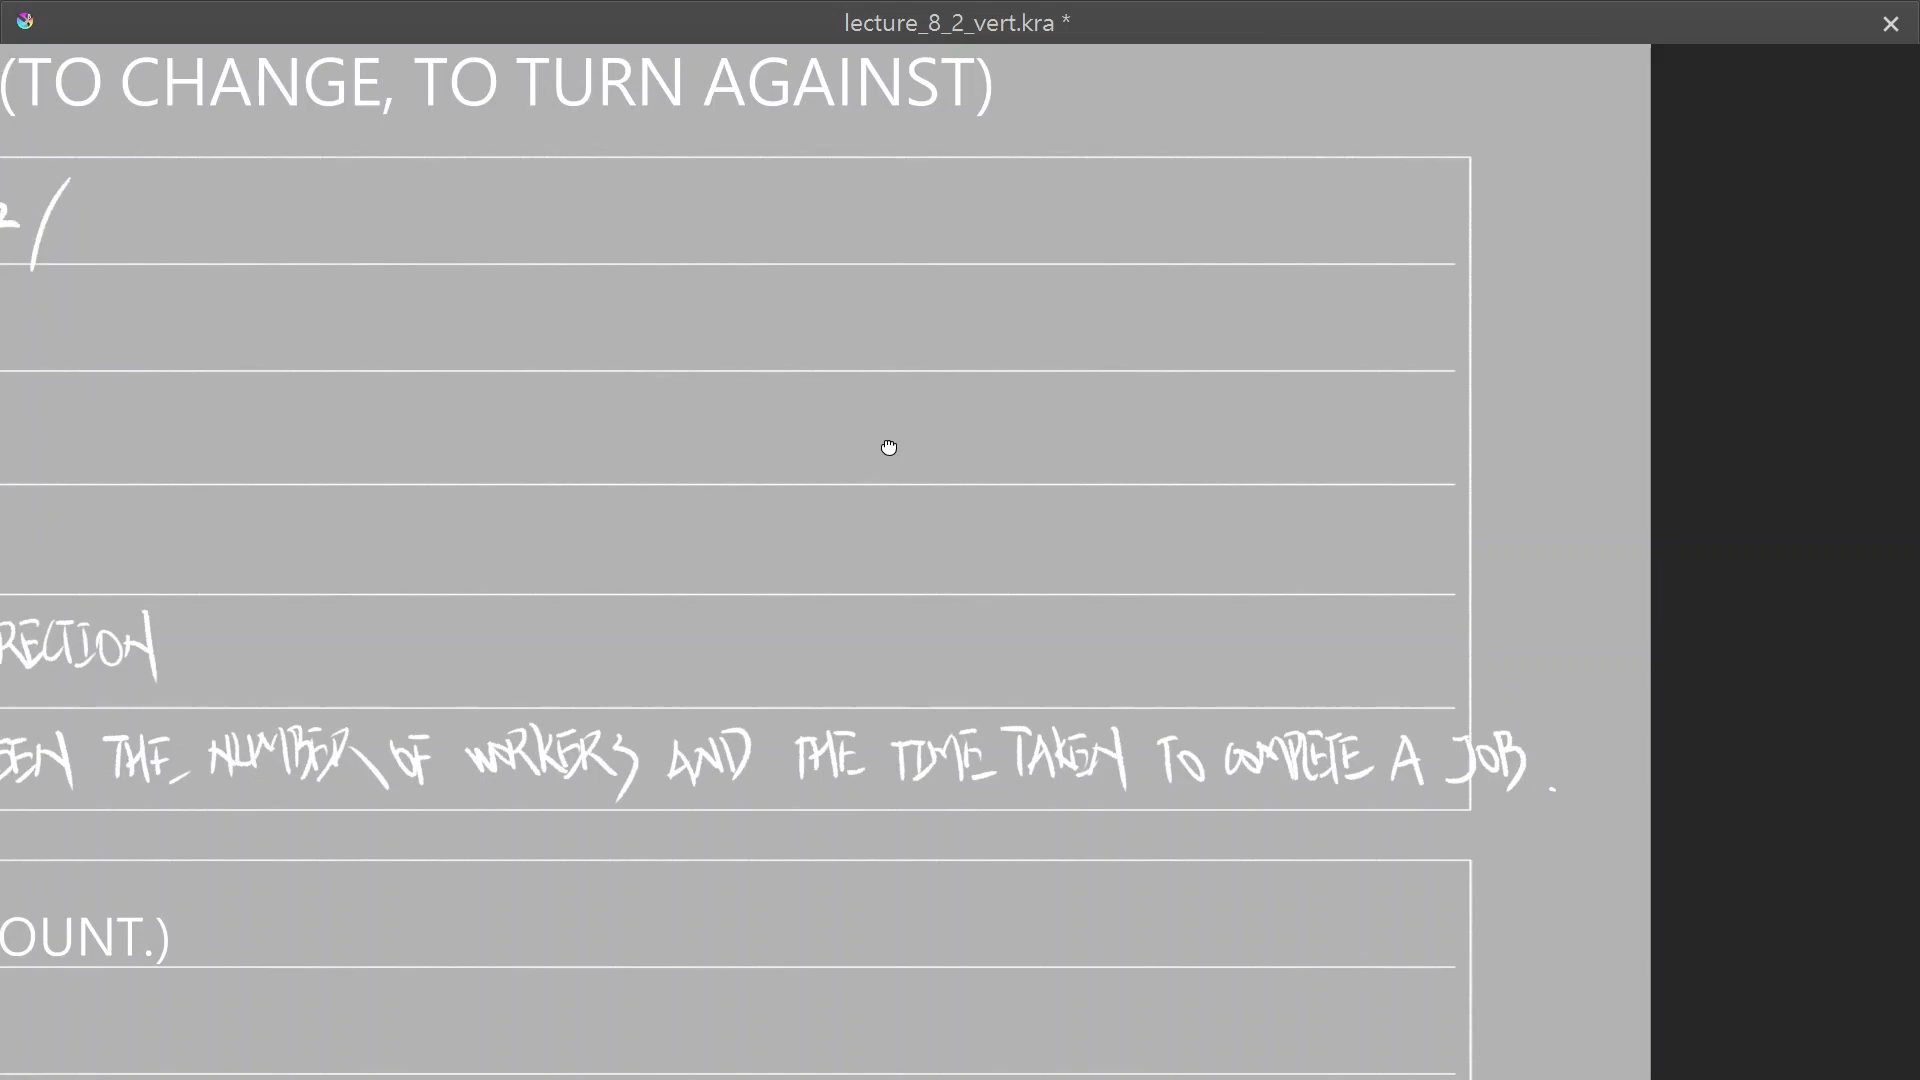 lecture_8_2_vert.kra *
(TO CHANGE, TO TURN AGAINST)
/
RECTION
EEN THE NUMBER OF WORKERS AND THE TIME TAKEN TO COMPLETE A JOB.
OUNT.)